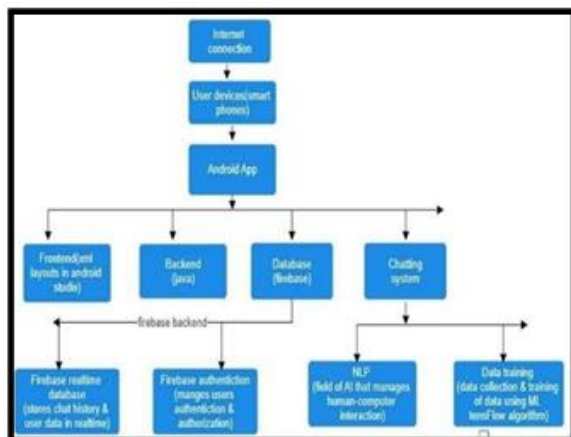 Internet
connection
User devices(smart
phones)
Android App
Frontend(xml
layouts in android
studio)
Backend
(java)
Database
(firebase)
Chatting
system
firebase backend
Firebase realtime
database
(stores chat history &
user data in realtime)
Firebase authentiction
(manges users
authentiction &
authorization)
NLP
(field of AI that manages
human-computer
interaction)
Data training
(data collection & training
of data using ML
tensFlow algorithm)